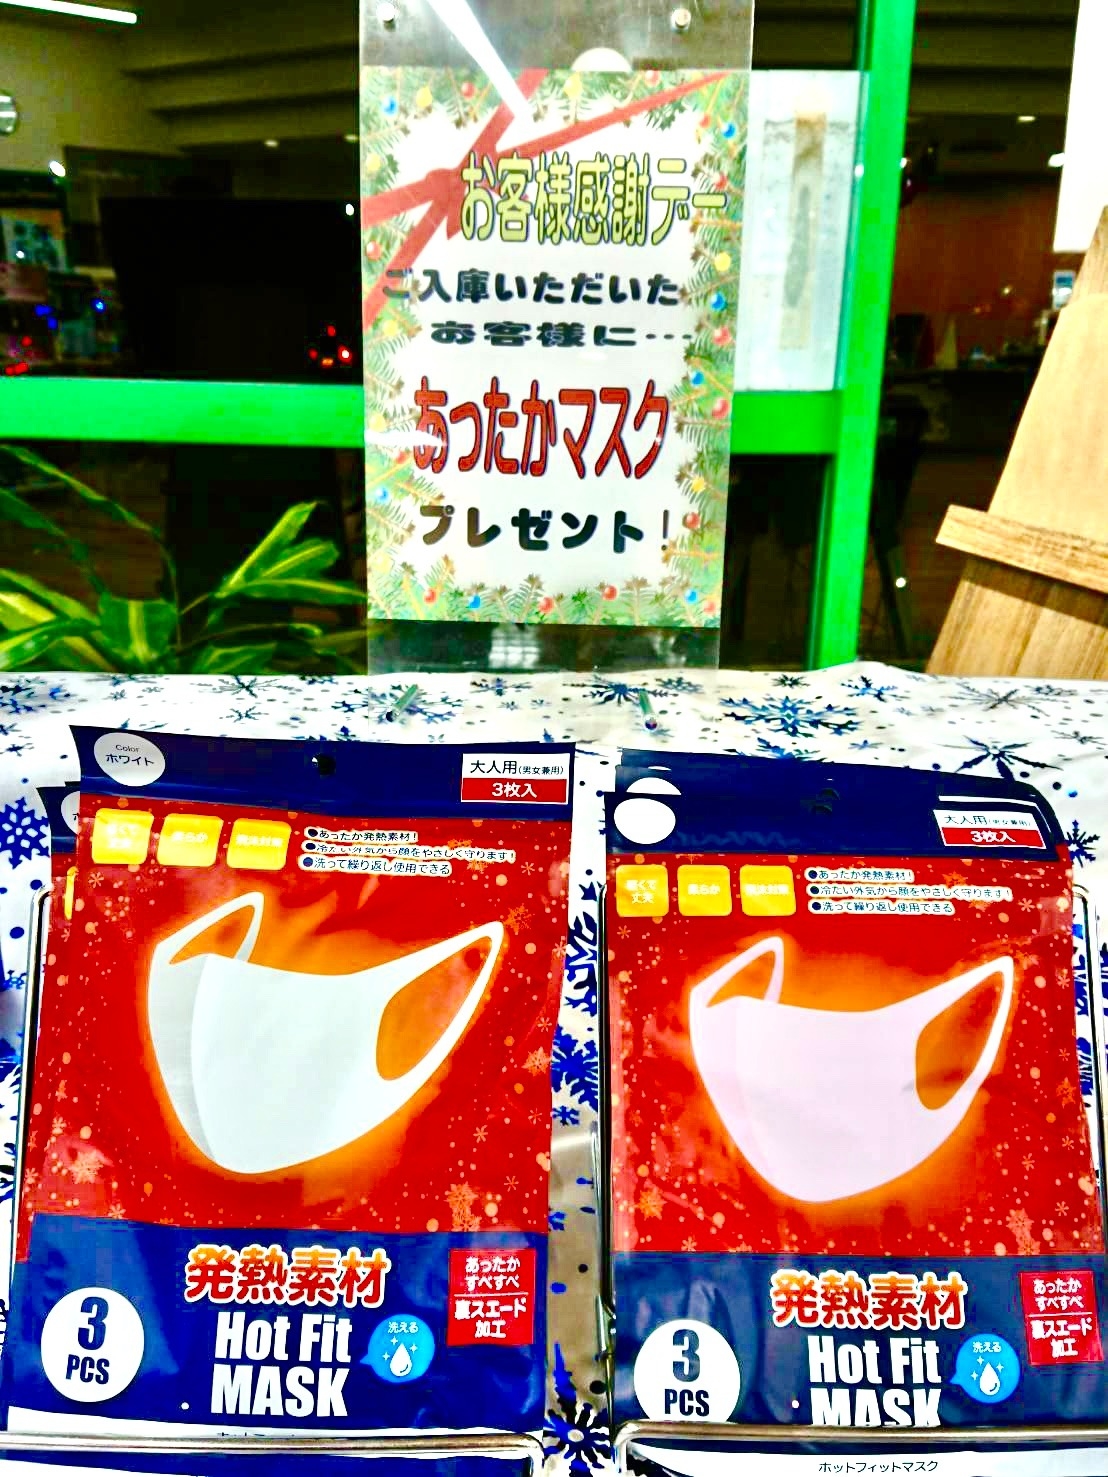 お客様感謝デー
ご入庫いただいた
お客様に…
あったかマスク
プレゼント!
Color
ホワイト
大人用(男女兼用)
3枚入
●あったか発熱素材!
●冷たい外気から顔をやさしく守ります!
●洗って繰り返し使用できる
発熱素材
Hot Fit
MASK
3
PCS
洗える
あったか
すべすべ
裏スエード
加工
大人用(男女兼用)
3枚入
●あったか発熱素材!
●冷たい外気から顔をやさしく守ります!
●洗って繰り返し使用できる
発熱素材
Hot Fit
MASK
3
PCS
洗える
あったか
すべすべ
裏スエード
加工
ホットフィットマスク